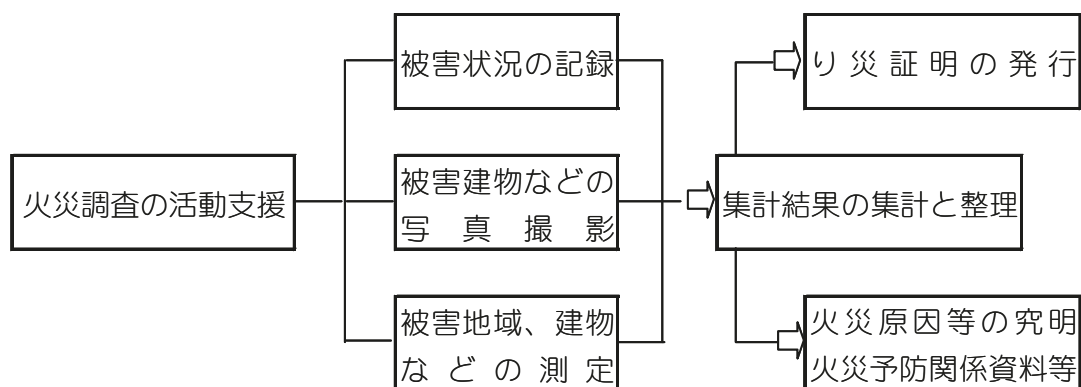 火災調査の活動支援
被害状況の記録
被害建物などの
写真撮影
被害地域、建物
などの測定
集計結果の集計と整理
り災証明の発行
火災原因等の究明
火災予防関係資料等